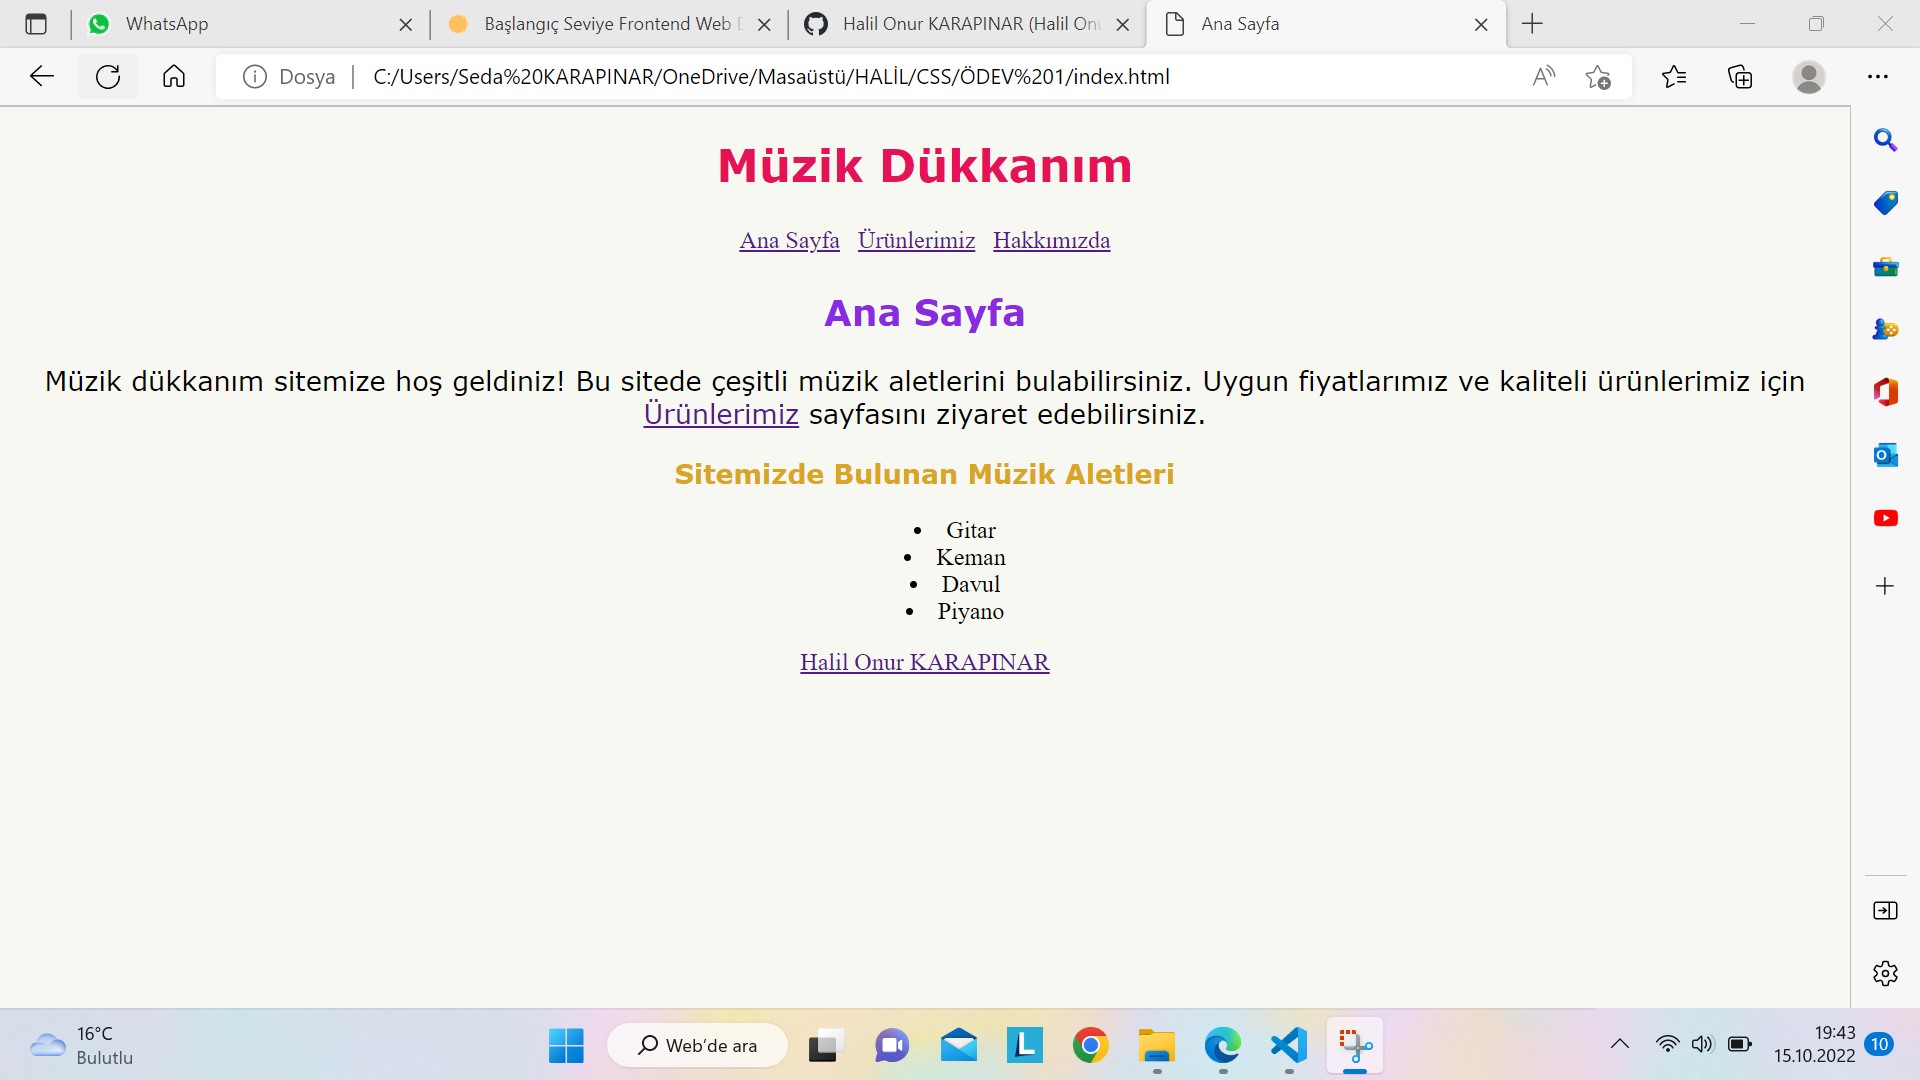 WhatsApp
Başlangıç Seviye Frontend Web
Halil Onur KARAPINAR (Halil
Ana Sayfa
Dosya
C:/Users/Seda%20KARAPINAR/OneDrive/Masaüstü/HALİL/CSS/ÖDEV%201/index.html
Müzik Dükkanım
Ana Sayfa Ürünlerimiz Hakkımızda
Ana Sayfa
Müzik dükkanım sitemize hoş geldiniz! Bu sitede çeşitli müzik aletlerini bulabilirsiniz. Uygun fiyatlarımız ve kaliteli ürünlerimiz için
Ürünlerimiz sayfasını ziyaret edebilirsiniz.
Sitemizde Bulunan Müzik Aletleri
• Gitar
• Keman
• Davul
• Piyano
Halil Onur KARAPINAR
16°C
Bulutlu
Web'de ara
19:43
15.10.2022
10